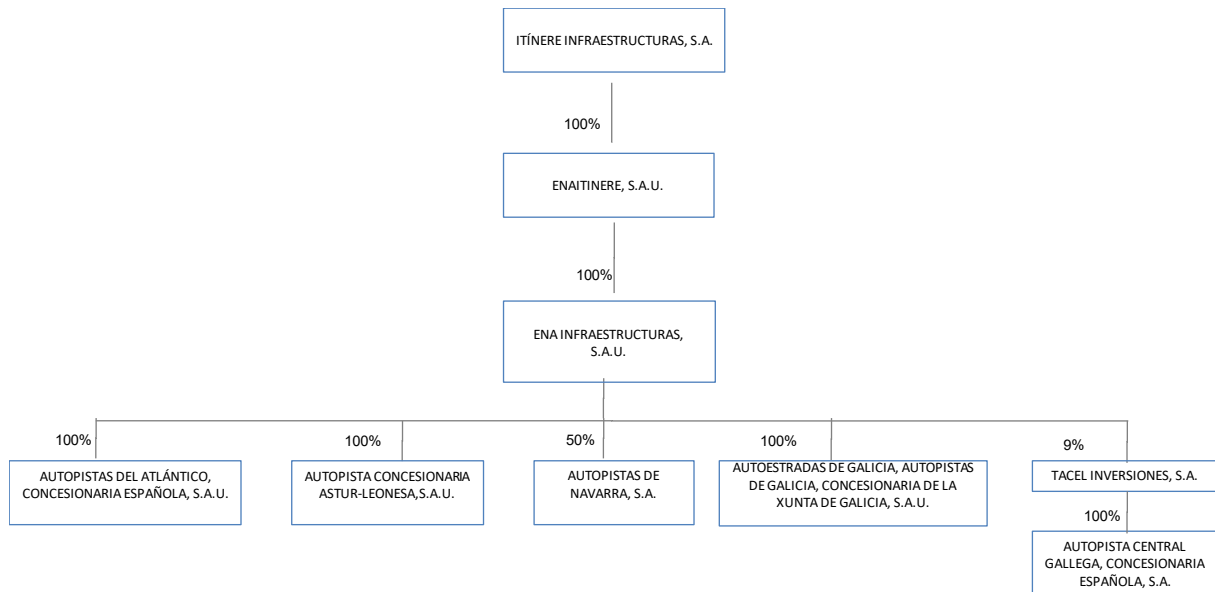 ITÍNERE INFRAESTRUCTURAS, S.A.
100%
ENAITINERE, S.A.U.
100%
ENA INFRAESTRUCTURAS,
S.A.U.
100%
100%
50%
100%
9%
AUTOPISTAS DEL ATLÁNTICO,
CONCESIONARIA ESPAÑOLA, S.A.U.
AUTOPISTA CONCESIONARIA
ASTUR-LEONESA,S.A.U.
AUTOPISTAS DE
NAVARRA, S.A.
AUTOESTRADAS DE GALICIA, AUTOPISTAS
DE GALICIA, CONCESIONARIA DE LA
XUNTA DE GALICIA, S.A.U.
TACEL INVERSIONES, S.A.
100%
AUTOPISTA CENTRAL
GALLEGA, CONCESIONARIA
ESPAÑOLA, S.A.